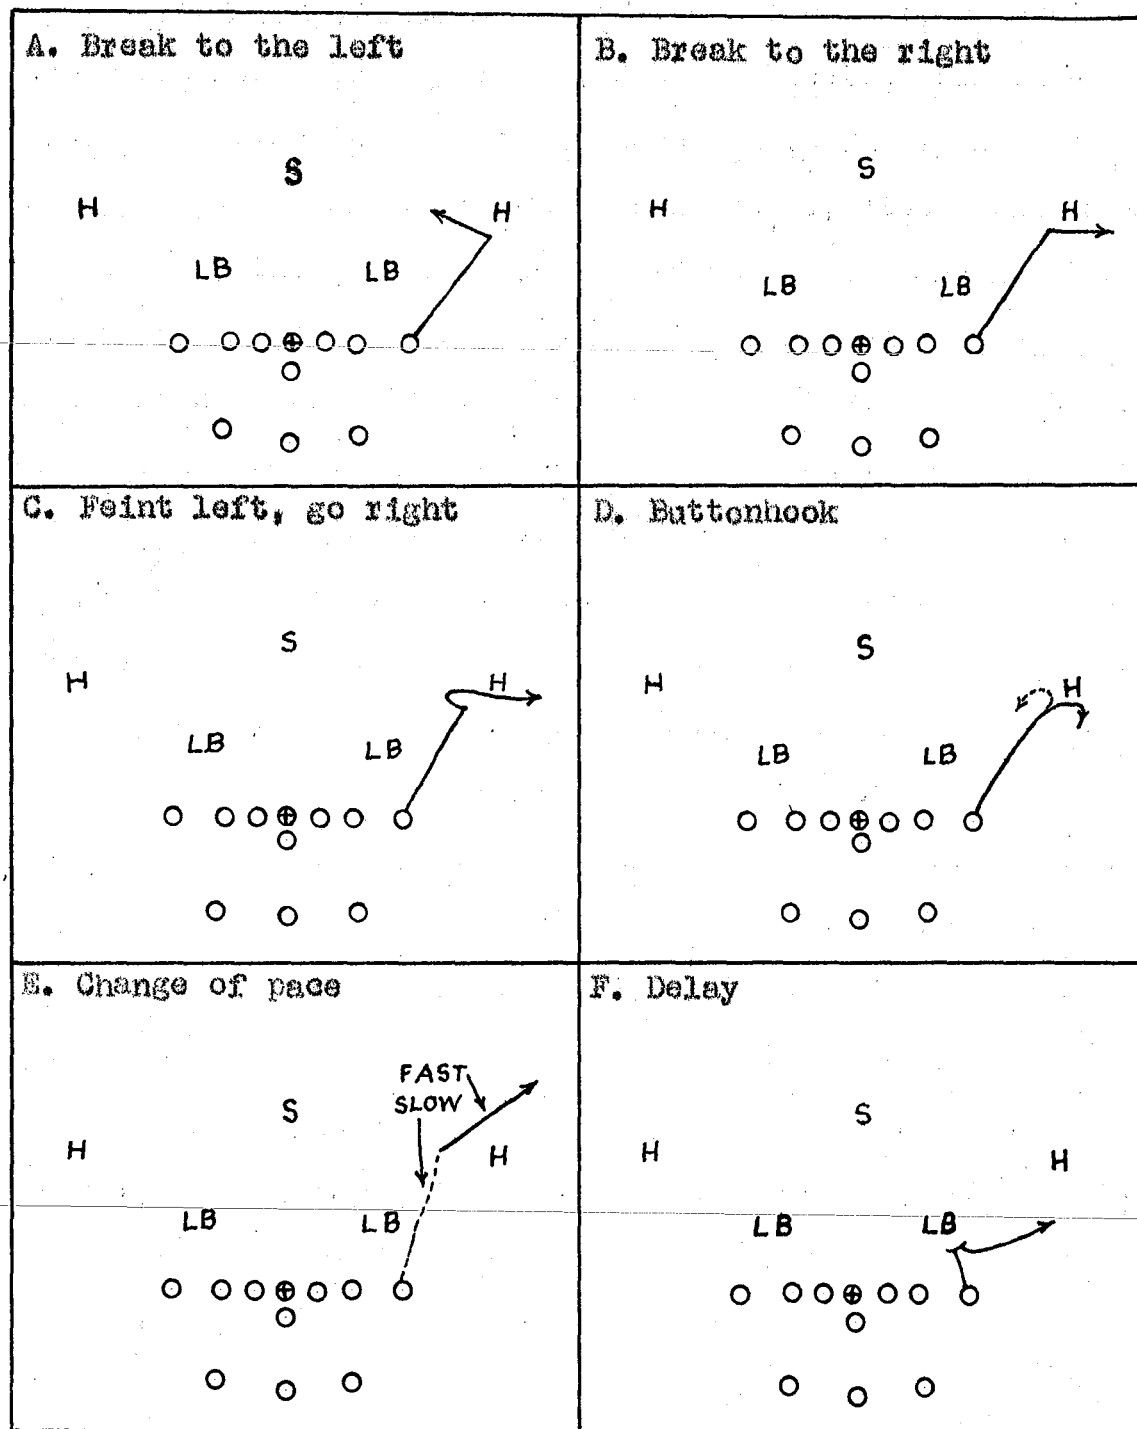 A. Break to the left
S
H
H
LB
LB
B. Break to the right
S
H
H
LB
LB
C. Feint left, go right
S
H
H
LB
LB
D. Buttonhook
S
H
H
LB
LB
E. Change of pace
FAST
SLOW
S
H
H
LB
LB
F. Delay
S
H
H
LB
LB